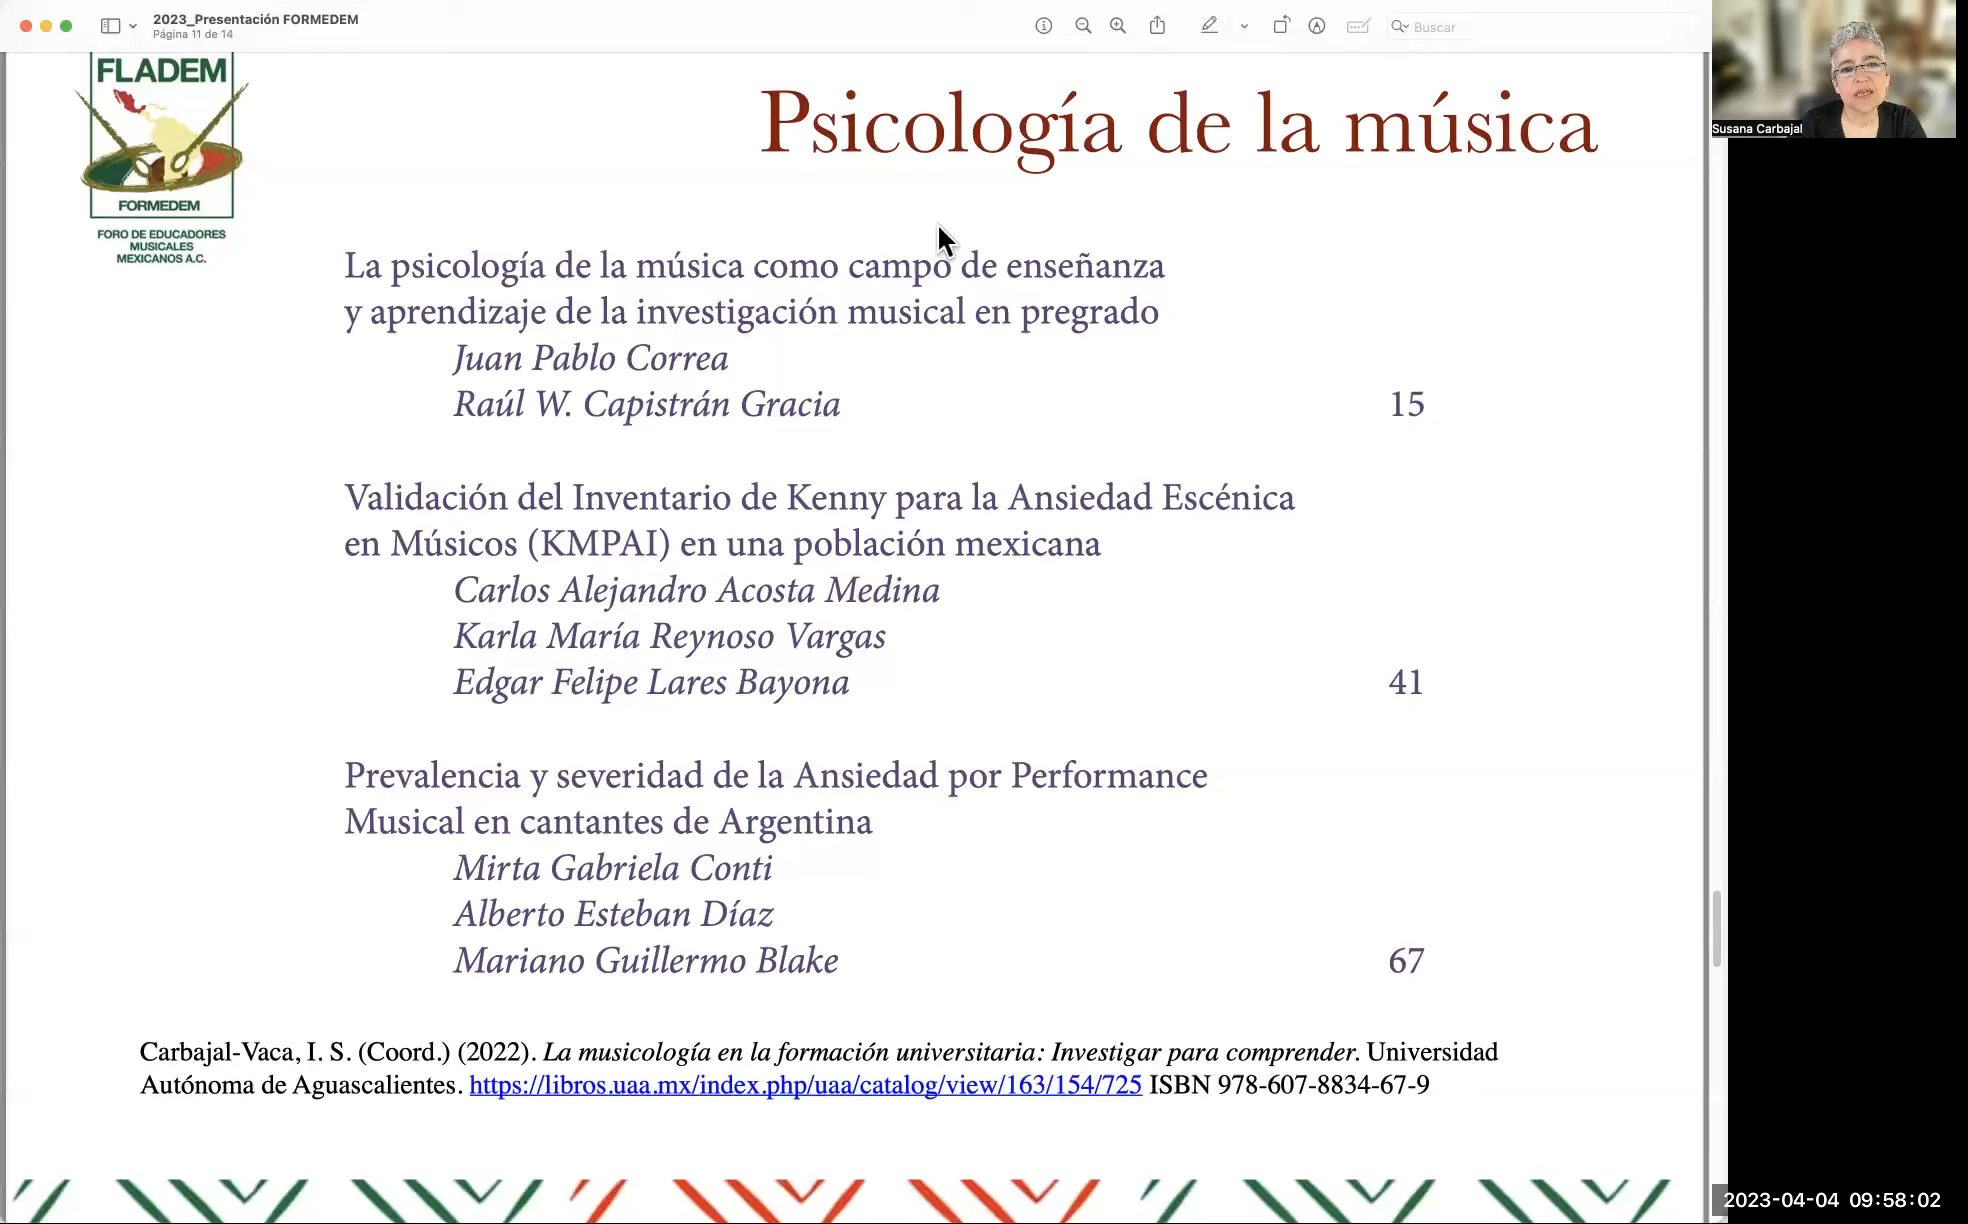 2023_Presentación FORMEDEM
Página 11 de 14
Buscar
Susana Carbajal
FLADEM
FORMEDEM
FORO DE EDUCADORES
MUSICALES
MEXICANOS A.C.
Psicología de la música
La psicología de la música como campo de enseñanza
y aprendizaje de la investigación musical en pregrado
Juan Pablo Correa
Raúl W. Capistrán Gracia 15
Validación del Inventario de Kenny para la Ansiedad Escénica
en Músicos (KMPAI) en una población mexicana
Carlos Alejandro Acosta Medina
Karla María Reynoso Vargas
Edgar Felipe Lares Bayona 41
Prevalencia y severidad de la Ansiedad por Performance
Musical en cantantes de Argentina
Mirta Gabriela Conti
Alberto Esteban Díaz
Mariano Guillermo Blake 67
Carbajal-Vaca, I. S. (Coord.) (2022). La musicología en la formación universitaria: Investigar para comprender. Universidad
Autónoma de Aguascalientes. https://libros.uaa.mx/index.php/uaa/catalog/view/163/154/725 ISBN 978-607-8834-67-9
2023-04-04 09:58:02